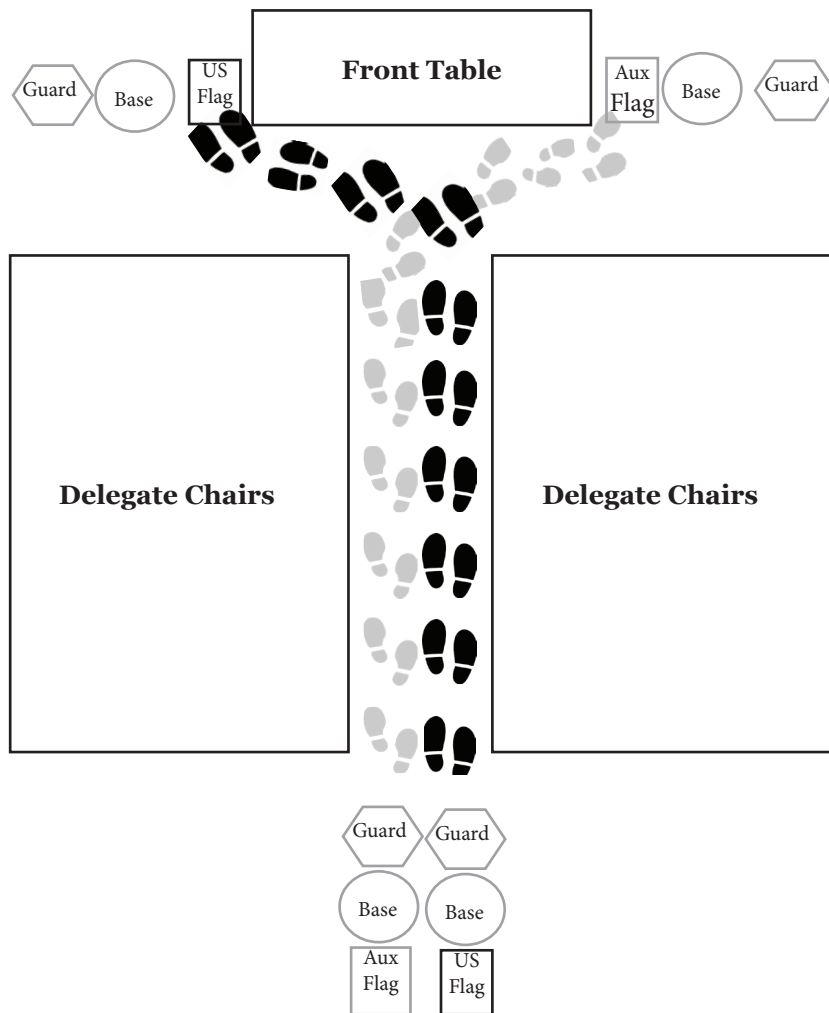 Guard
Base
US
Flag
Front Table
Aux
Flag
Base
Guard
Delegate Chairs
Delegate Chairs
Guard
Guard
Base
Base
Aux
Flag
US
Flag